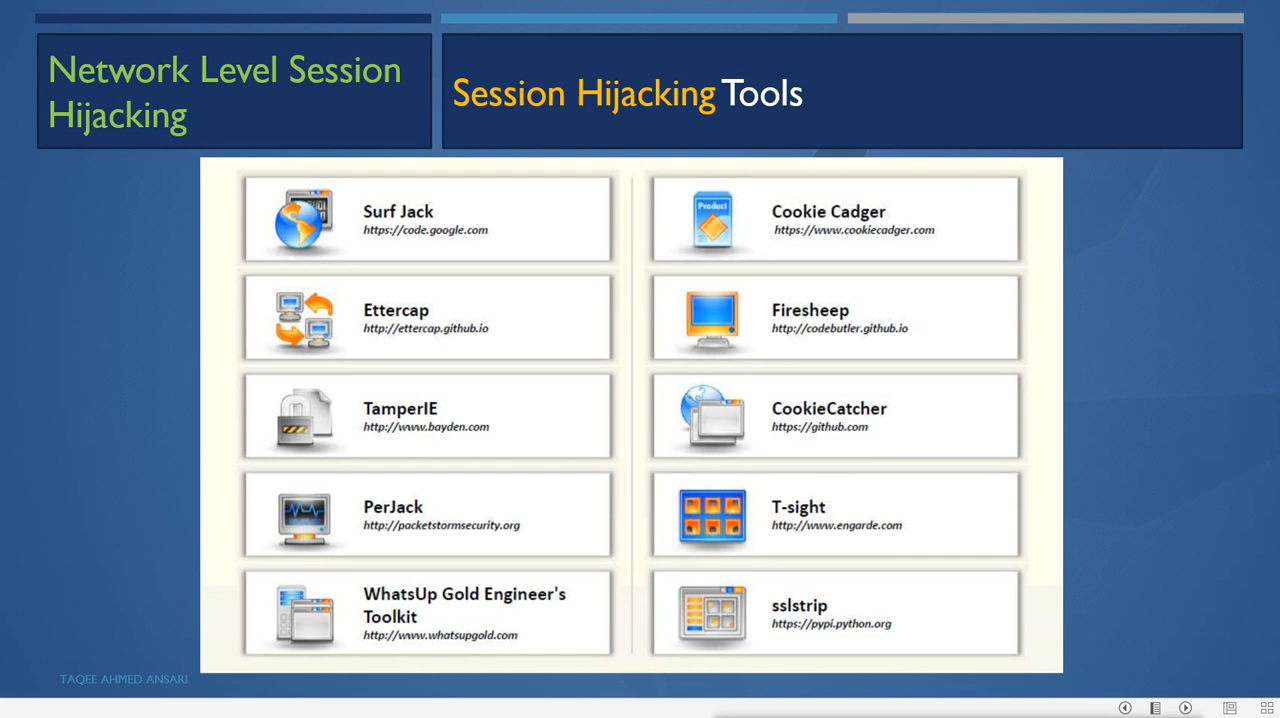 Network Level Session
Hijacking
Session Hijacking Tools
Surf Jack
https://code.google.com
Cookie Cadger
https://www.cookiecadger.com
Ettercap
http://ettercap.github.io
Firesheep
http://codebutler.github.io
TamperIE
http://www.bayden.com
CookieCatcher
https://github.com
PerJack
http://packetstormsecurity.org
T-sight
http://www.engarde.com
WhatsUp Gold Engineer's
Toolkit
http://www.whatsupgold.com
sslstrip
https://pypi.python.org
Product
TAQEE AHMED ANSARI